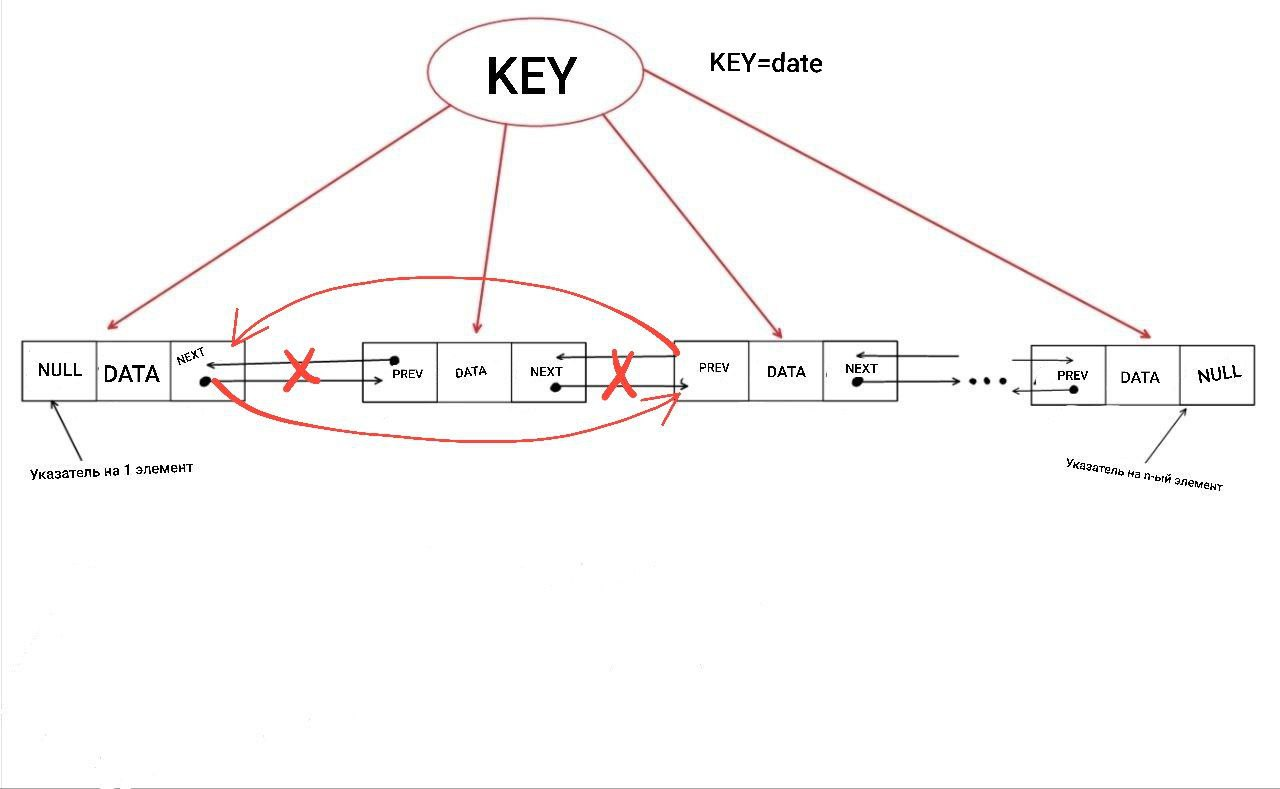 KEY
KEY=date
NULL
DATA
NEXT
PREV
DATA
NEXT
PREV
DATA
NEXT
PREV
DATA
NULL
Указатель на 1 элемент
Указатель на n-ый элемент